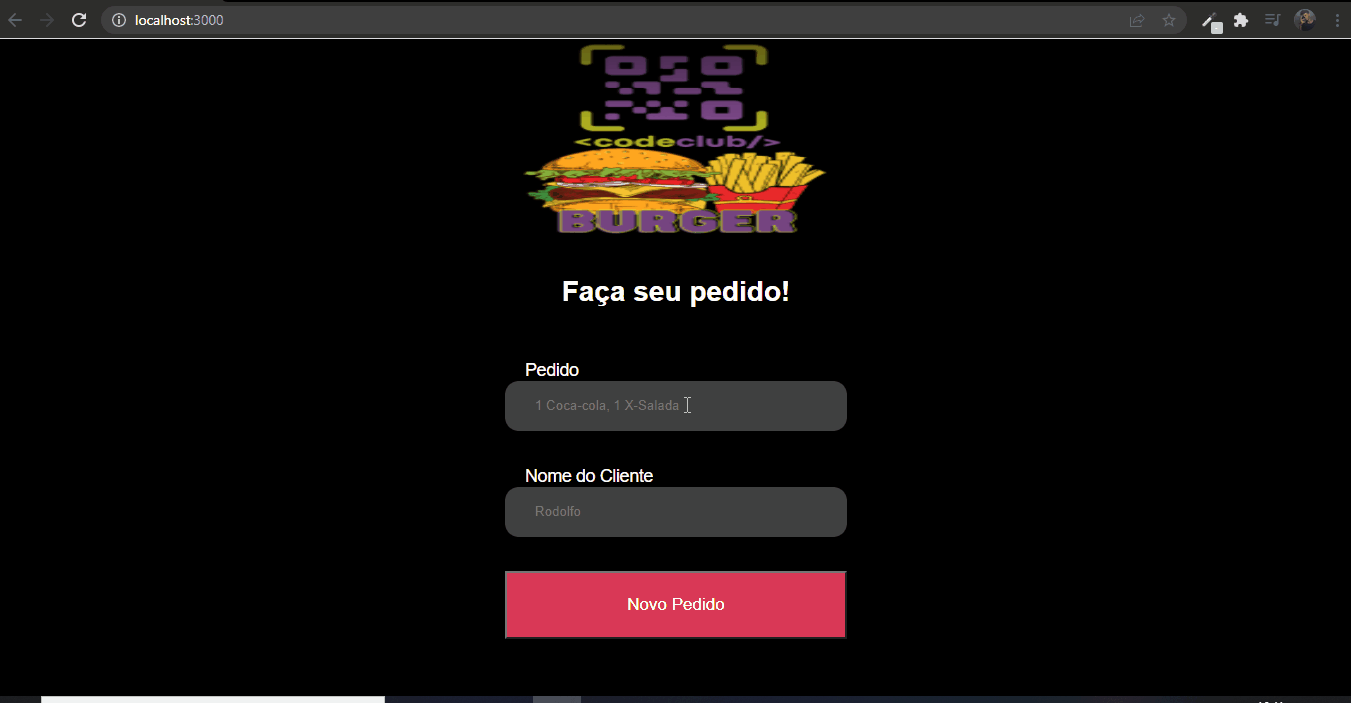 localhost:3000
<codeclub/>
BURGER
Faça seu pedido!
Pedido
1 Coca-cola, 1 X-Salada
Nome do Cliente
Rodolfo
Novo Pedido